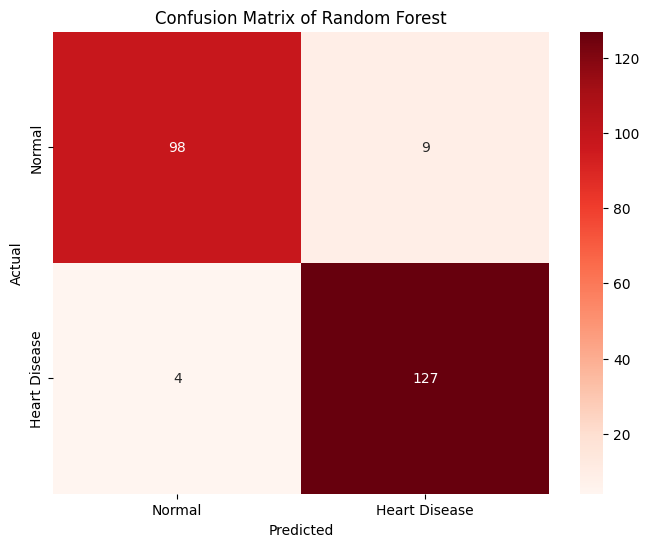 Confusion Matrix of Random Forest
Normal
98
9
Actual
Heart Disease
4
127
Normal
Heart Disease
Predicted
120
100
80
60
40
20